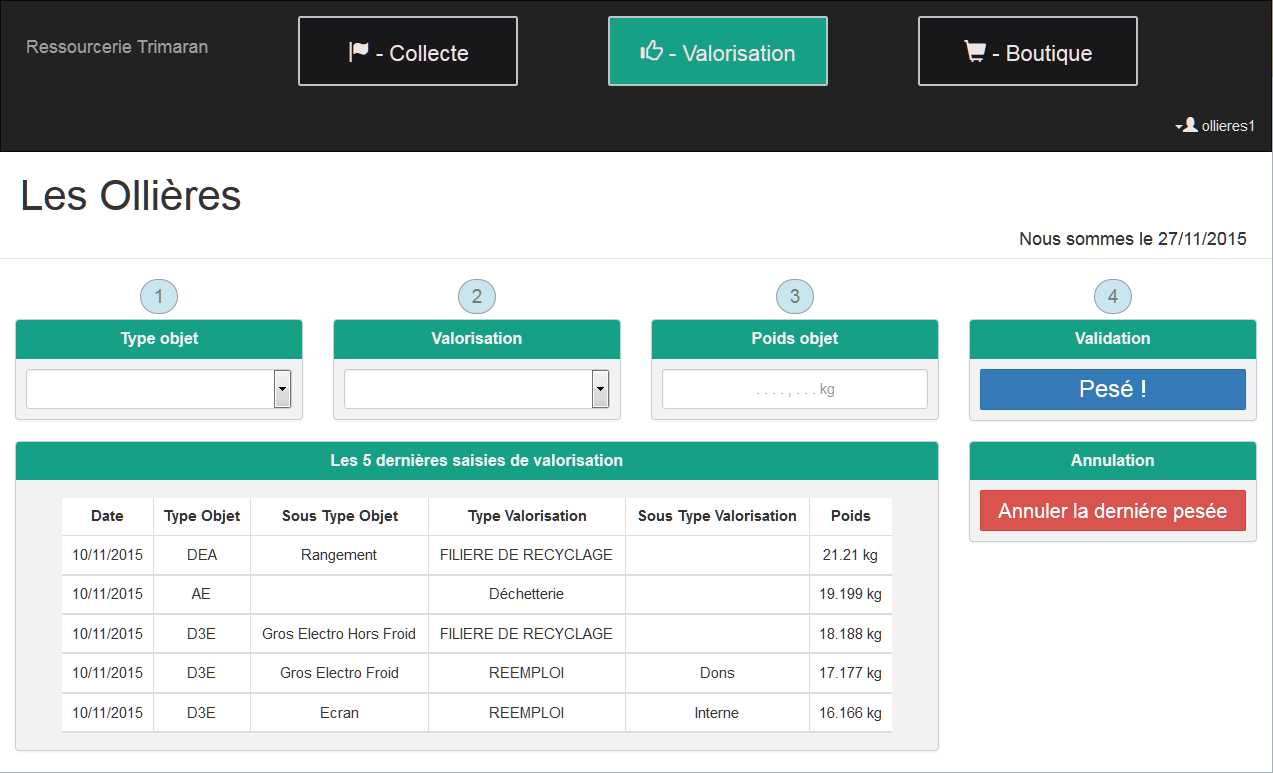 Ressourcerie Trimaran
- Collecte
- Valorisation
- Boutique
ollieres1
Les Ollières
Nous sommes le 27/11/2015
1 2 3 4
Type objet Valorisation Poids objet Validation
. . . . , . . . kg Pesé !
Les 5 dernières saisies de valorisation Annulation
Annuler la derniére pesée
Date Type Objet Sous Type Objet Type Valorisation Sous Type Valorisation Poids
10/11/2015 DEA Rangement FILIERE DE RECYCLAGE 21.21 kg
10/11/2015 AE Déchetterie 19.199 kg
10/11/2015 D3E Gros Electro Hors Froid FILIERE DE RECYCLAGE 18.188 kg
10/11/2015 D3E Gros Electro Froid REEMPLOI Dons 17.177 kg
10/11/2015 D3E Ecran REEMPLOI Interne 16.166 kg